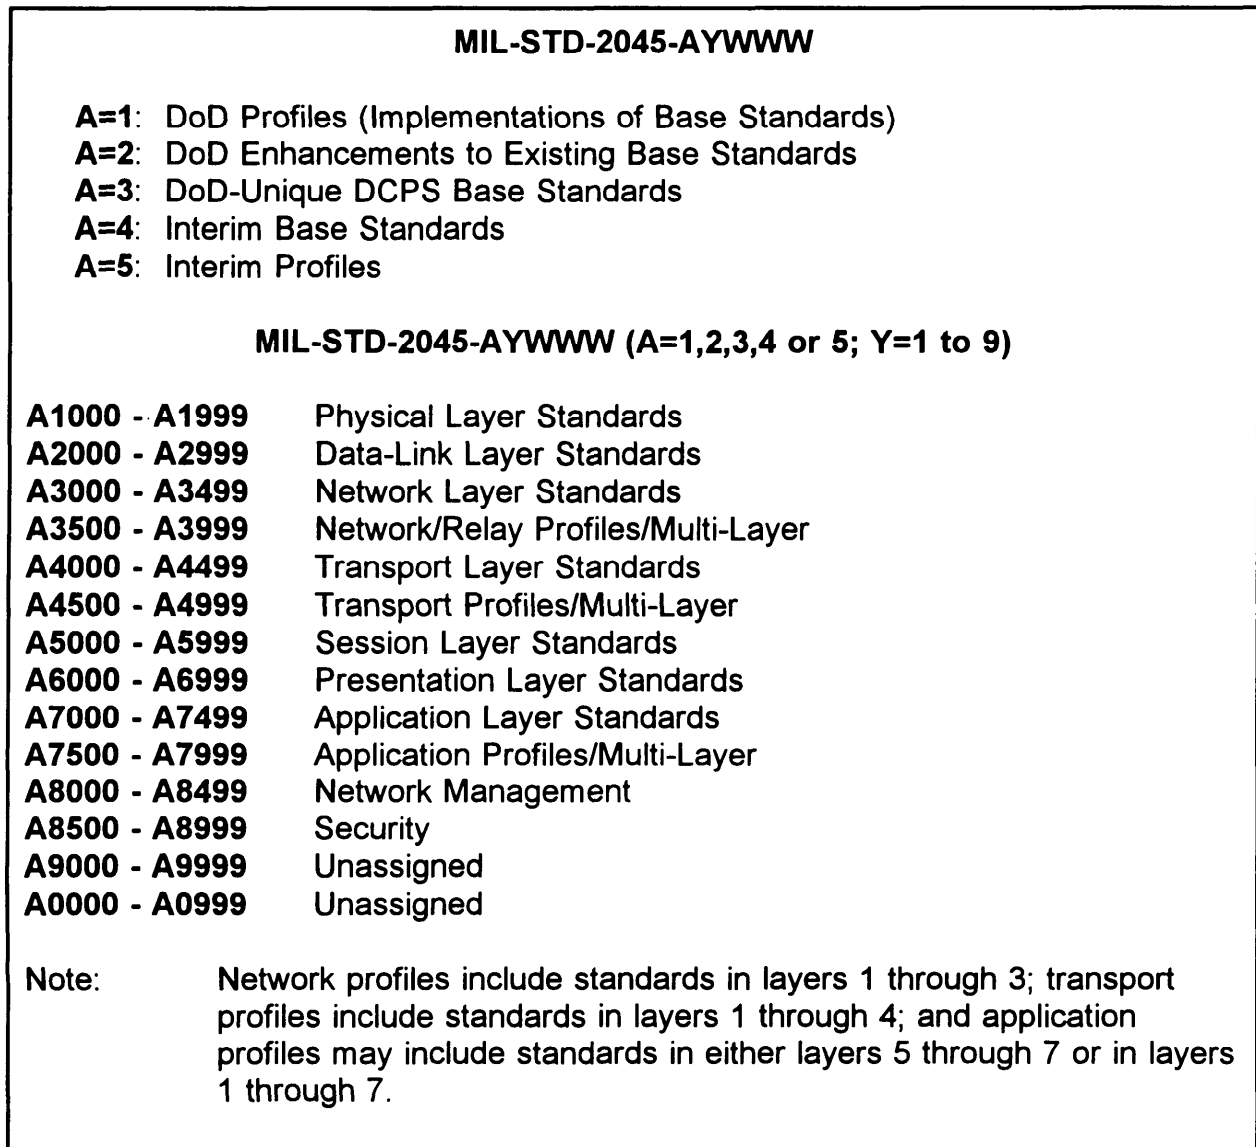 MIL-STD-2045-AYWWW
A=1: DoD Profiles (Implementations of Base Standards)
A=2: DoD Enhancements to Existing Base Standards
A=3: DoD-Unique DCPS Base Standards
A=4: Interim Base Standards
A=5: Interim Profiles
MIL-STD-2045-AYWWW (A=1,2,3,4 or 5; Y=1 to 9)
A1000 - A1999 Physical Layer Standards
A2000 - A2999 Data-Link Layer Standards
A3000 - A3499 Network Layer Standards
A3500 - A3999 Network/Relay Profiles/Multi-Layer
A4000 - A4499 Transport Layer Standards
A4500 - A4999 Transport Profiles/Multi-Layer
A5000 - A5999 Session Layer Standards
A6000 - A6999 Presentation Layer Standards
A7000 - A7499 Application Layer Standards
A7500 - A7999 Application Profiles/Multi-Layer
A8000 - A8499 Network Management
A8500 - A8999 Security
A9000 - A9999 Unassigned
A0000 - A0999 Unassigned
Note: Network profiles include standards in layers 1 through 3; transport
profiles include standards in layers 1 through 4; and application
profiles may include standards in either layers 5 through 7 or in layers
1 through 7.